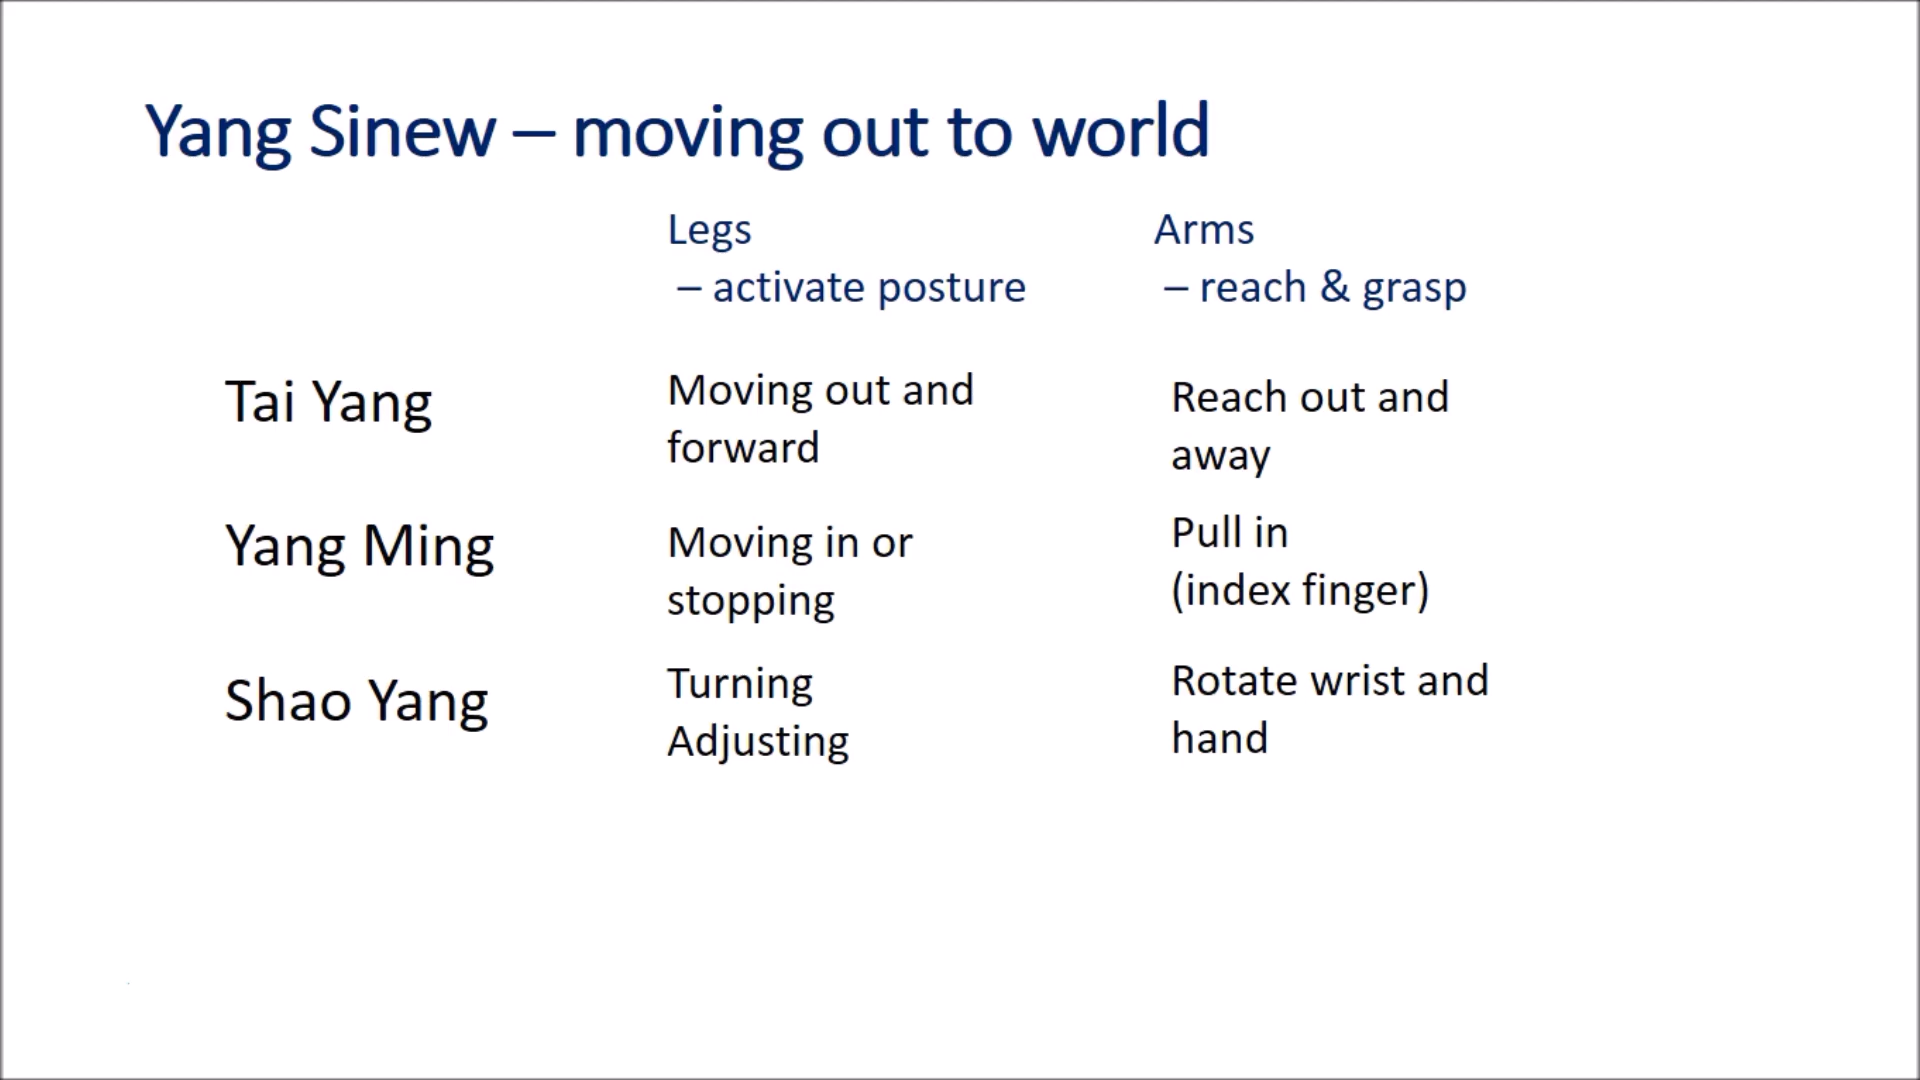 Yang Sinew – moving out to world
Legs
– activate posture
Arms
– reach & grasp
Tai Yang
Moving out and
forward
Reach out and
away
Yang Ming
Moving in or
stopping
Pull in
(index finger)
Shao Yang
Turning
Adjusting
Rotate wrist and
hand